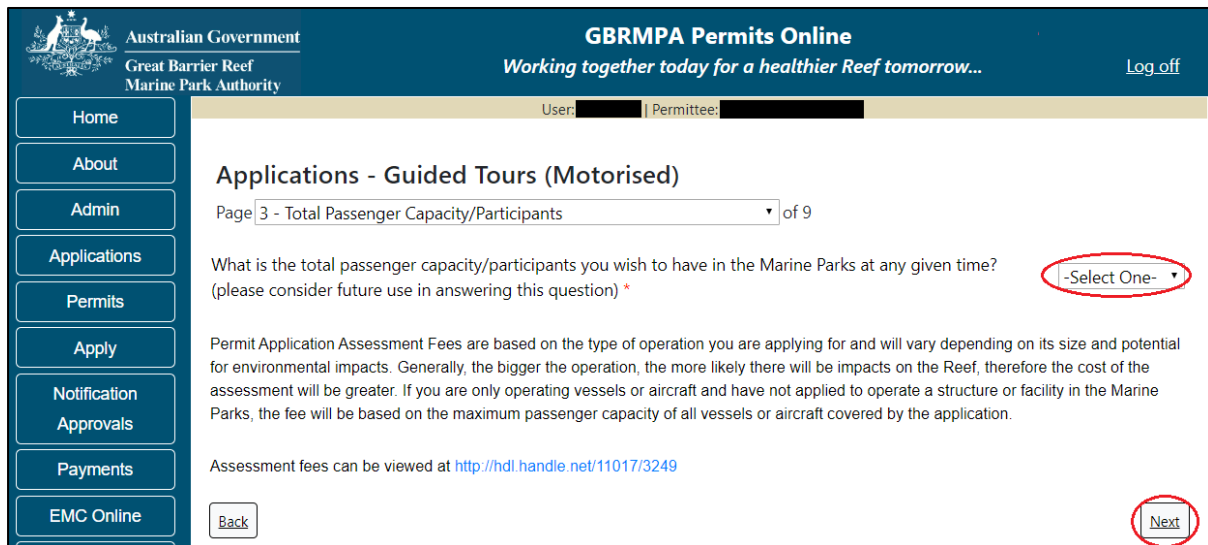 Australian Government
Great Barrier Reef
Marine Park Authority
GBRMPA Permits Online
Working together today for a healthier Reef tomorrow...
Log off
User: | Permittee:
Home
About
Admin
Applications
Permits
Apply
Notification
Approvals
Payments
EMC Online
Applications - Guided Tours (Motorised)
Page 3 - Total Passenger Capacity/Participants of 9
What is the total passenger capacity/participants you wish to have in the Marine Parks at any given time?
(please consider future use in answering this question) *
-Select One-
Permit Application Assessment Fees are based on the type of operation you are applying for and will vary depending on its size and potential
for environmental impacts. Generally, the bigger the operation, the more likely there will be impacts on the Reef, therefore the cost of the
assessment will be greater. If you are only operating vessels or aircraft and have not applied to operate a structure or facility in the Marine
Parks, the fee will be based on the maximum passenger capacity of all vessels or aircraft covered by the application.
Assessment fees can be viewed at http://hdl.handle.net/11017/3249
Back
Next